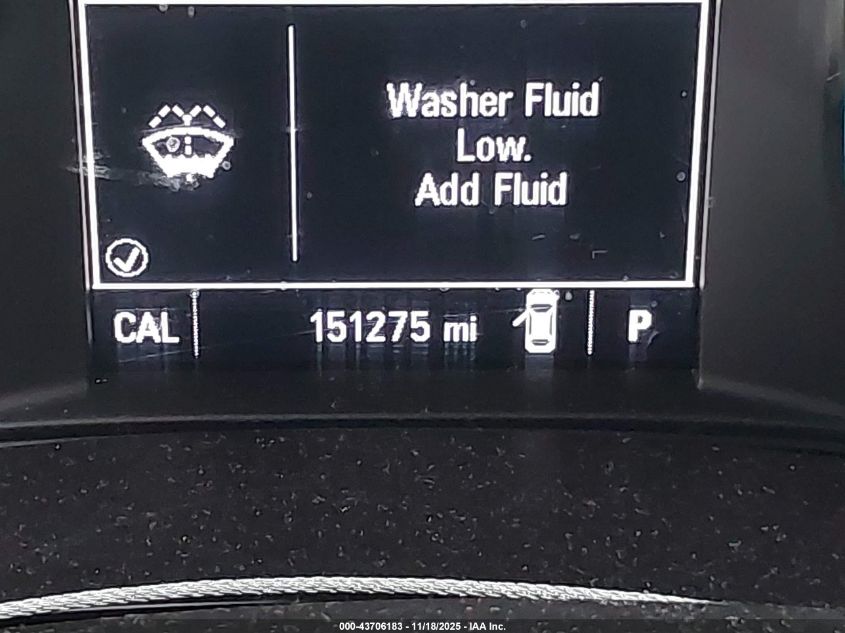 Washer Fluid
Low.
Add Fluid
CAL 151275 mi P
000-43706183 - 11/18/2025 - IAA Inc.